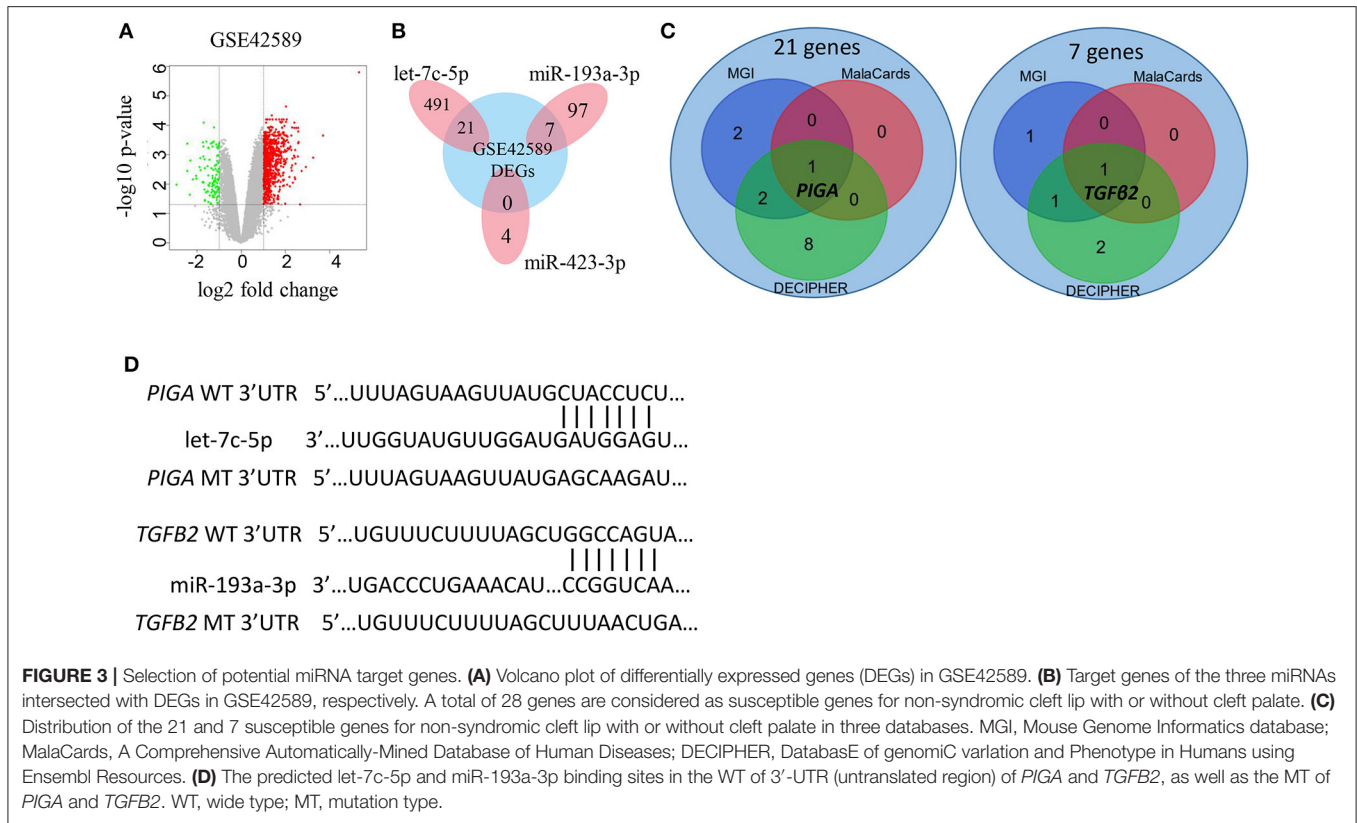 A
GSE42589
-log10 p-value
6
5
4
3
2
1
0
-2 0 2 4
log2 fold change
B
let-7c-5p
miR-193a-3p
491
97
21
7
GSE42589
DEGs
0
4
miR-423-3p
C
21 genes
MGI
MalaCards
0
2
0
1
PIGA
2
0
8
DECIPHER
7 genes
MGI
MalaCards
0
1
0
1
TGFβ2
1
0
2
DECIPHER
D
PIGA WT 3’UTR 5’...UUUAGUAAGUUAUGCUACCUCU...
let-7c-5p 3’...UUGGUAUGUUGGAUGAUGGAGU...
PIGA MT 3’UTR 5’...UUUAGUAAGUUAUGAGCAAGAU...
TGFB2 WT 3’UTR 5’...UGUUUCUUUUAGCUGGCCAGUA...
miR-193a-3p 3’...UGACCCUGAAACAU...CCGGUCAA...
TGFB2 MT 3’UTR 5’...UGUUUCUUUUAGCUUUAACUGA...
FIGURE 3 | Selection of potential miRNA target genes. (A) Volcano plot of differentially expressed genes (DEGs) in GSE42589. (B) Target genes of the three miRNAs
intersected with DEGs in GSE42589, respectively. A total of 28 genes are considered as susceptible genes for non-syndromic cleft lip with or without cleft palate. (C)
Distribution of the 21 and 7 susceptible genes for non-syndromic cleft lip with or without cleft palate in three databases. MGI, Mouse Genome Informatics database;
MalaCards, A Comprehensive Automatically-Mined Database of Human Diseases; DECIPHER, DatabasE of genomiC varIation and Phenotype in Humans using
Ensembl Resources. (D) The predicted let-7c-5p and miR-193a-3p binding sites in the WT of 3′-UTR (untranslated region) of PIGA and TGFB2, as well as the MT of
PIGA and TGFB2. WT, wide type; MT, mutation type.